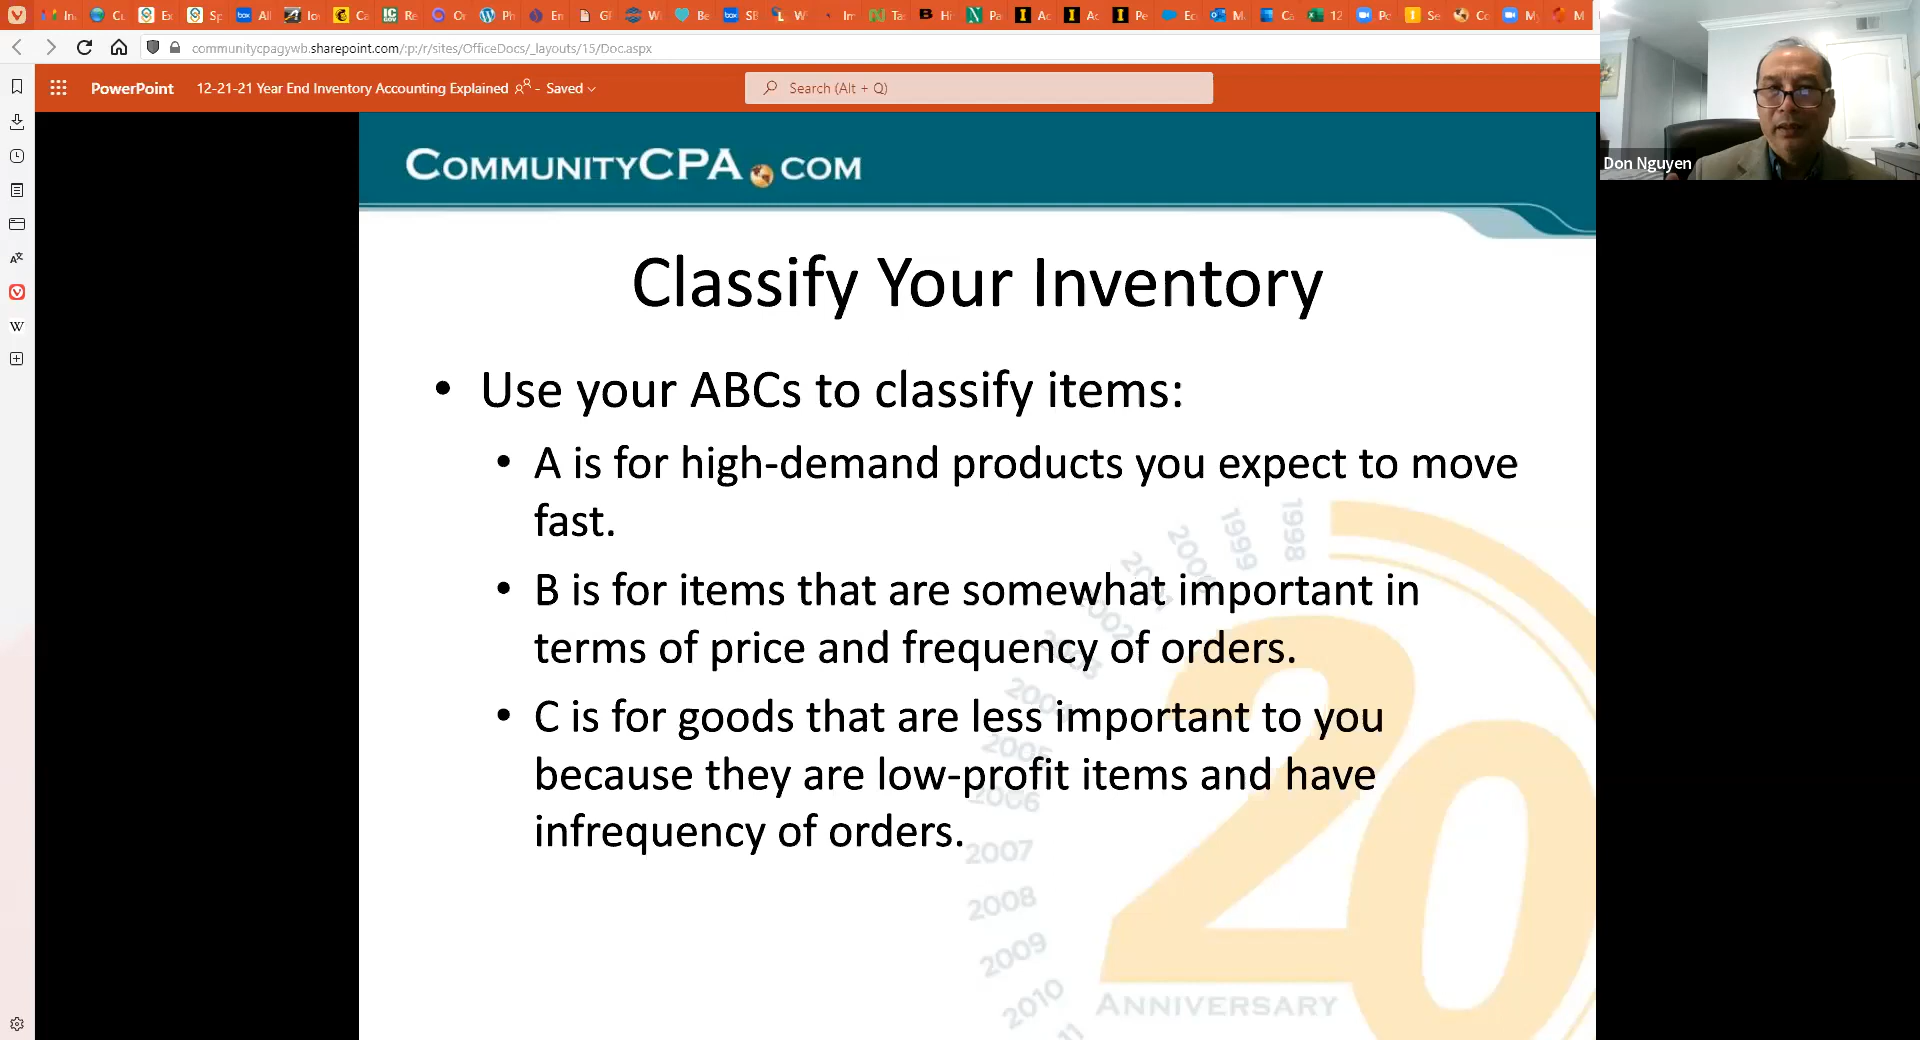 communitycpagywb.sharepoint.com/:p:/r/sites/OfficeDocs/_layouts/15/Doc.aspx
PowerPoint
12-21-21 Year End Inventory Accounting Explained - Saved
Search (Alt + Q)
Don Nguyen
COMMUNITYCPA.COM
Classify Your Inventory
• Use your ABCs to classify items:
• A is for high-demand products you expect to move
fast.
• B is for items that are somewhat important in
terms of price and frequency of orders.
• C is for goods that are less important to you
because they are low-profit items and have
infrequency of orders.
1998
1999
2002
2004
2005
2006
2007
2008
2009
2010
20
ANNIVERSARY